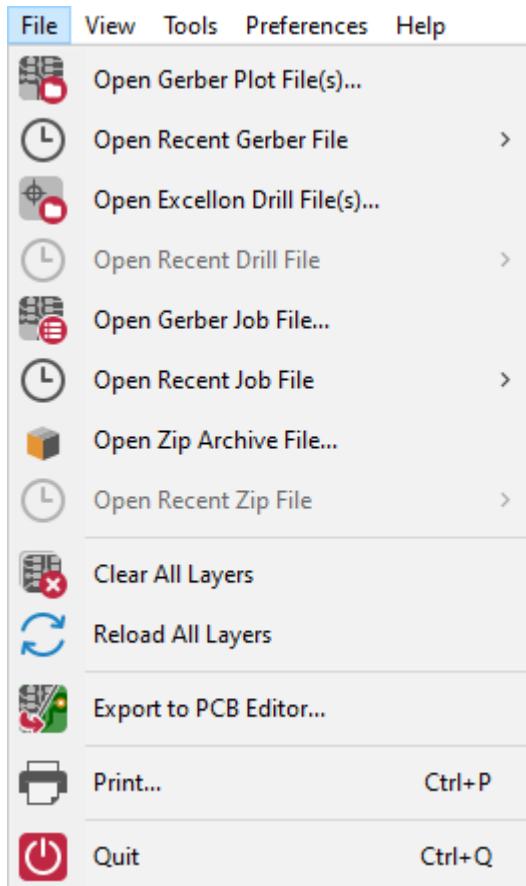 File View Tools Preferences Help
Open Gerber Plot File(s)...
Open Recent Gerber File
Open Excellon Drill File(s)...
Open Recent Drill File
Open Gerber Job File...
Open Recent Job File
Open Zip Archive File...
Open Recent Zip File
Clear All Layers
Reload All Layers
Export to PCB Editor...
Print... Ctrl+P
Quit Ctrl+Q